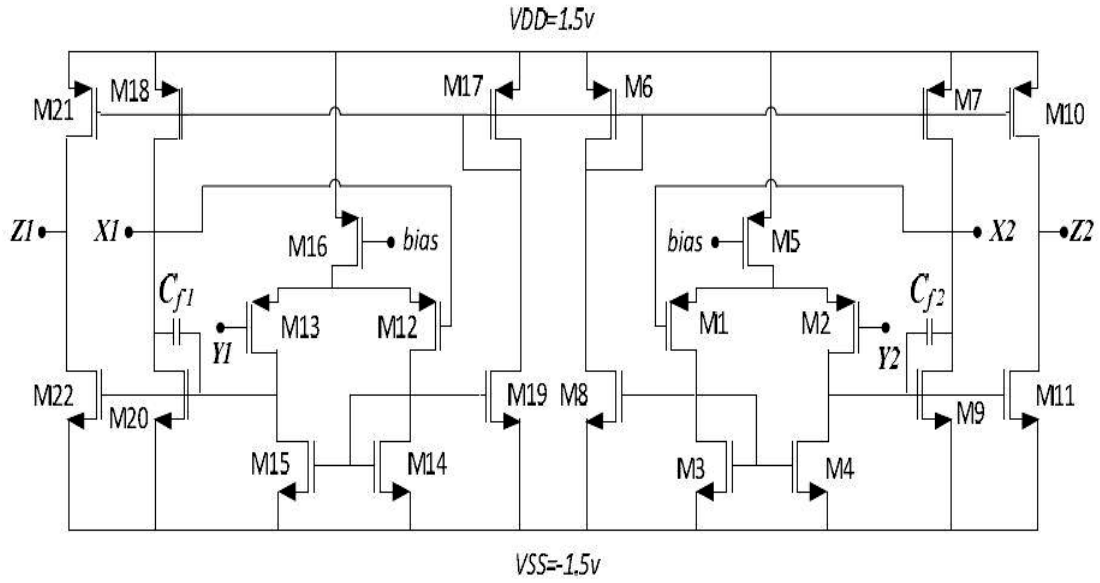 VDD=1.5v
M21
M18
M17
M6
M7
M10
Z1
X1
M16
bias
bias
M5
X2
Z2
Cf1
M13
M12
M1
M2
Cf2
Y1
Y2
M22
M20
M19
M8
M9
M11
M15
M14
M3
M4
VSS=-1.5v